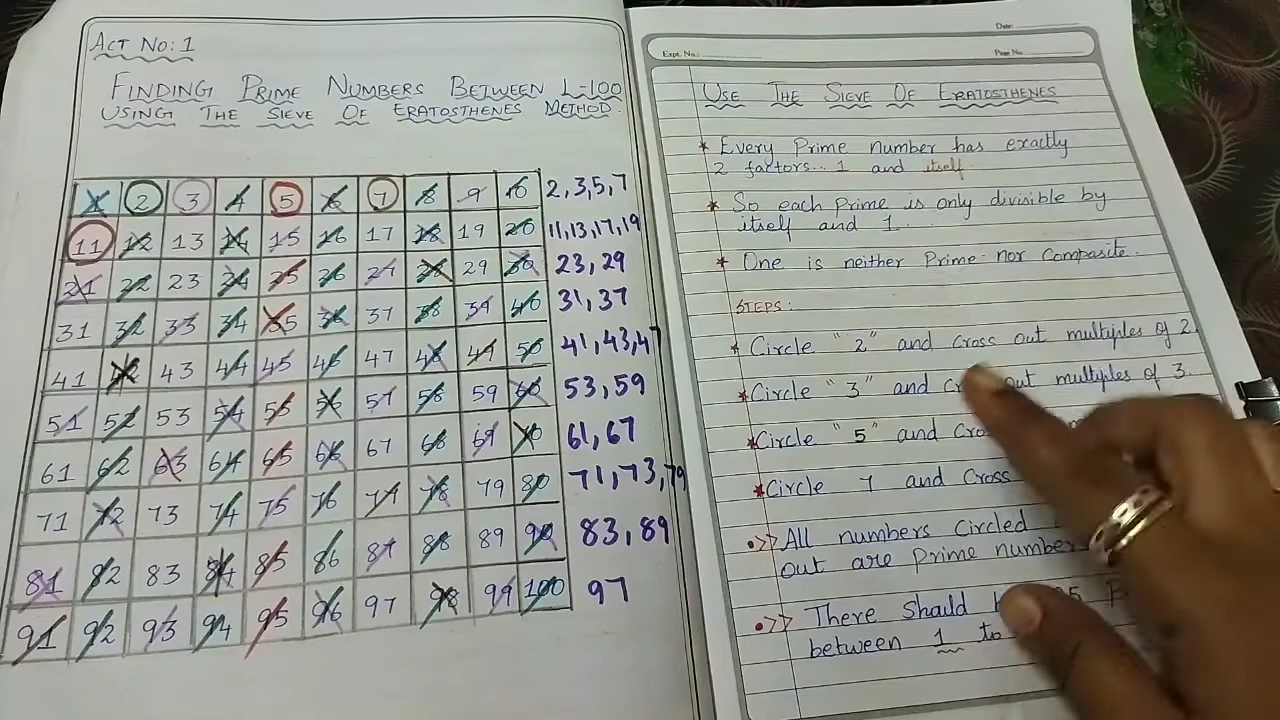 ACT NO: 1
FINDING PRIME NUMBERS BETWEEN 1-100
USING THE SIEVE OF ERATOSTHENES METHOD.
1 2 3 4 5 6 7 8 9 10 2,3,5,7
11 12 13 14 15 16 17 18 19 20 11,13,17,19
21 22 23 24 25 26 27 28 29 30 23,29
31 32 33 34 35 36 37 38 39 40 31,37
41 42 43 44 45 46 47 48 49 50 41,43,47
51 52 53 54 55 56 57 58 59 60 53,59
61 62 63 64 65 66 67 68 69 70 61,67
71 72 73 74 75 76 77 78 79 80 71,73,79
81 82 83 84 85 86 87 88 89 90 83,89
91 92 93 94 95 96 97 98 99 100 97
Date:
Expt. No. Page No.
USE THE SIEVE OF ERATOSTHENES
* Every Prime number has exactly
2 factors... 1 and itself.
* So each Prime is only divisible by
itself and 1.
* One is neither Prime nor Composite.
STEPS:
* Circle "2" and cross out multiples of 2.
* Circle "3" and out multiples of 3.
* Circle "5" and
* Circle 7 and Cross
•>> All numbers Circled
out are prime number
•>> There should
between 1 to